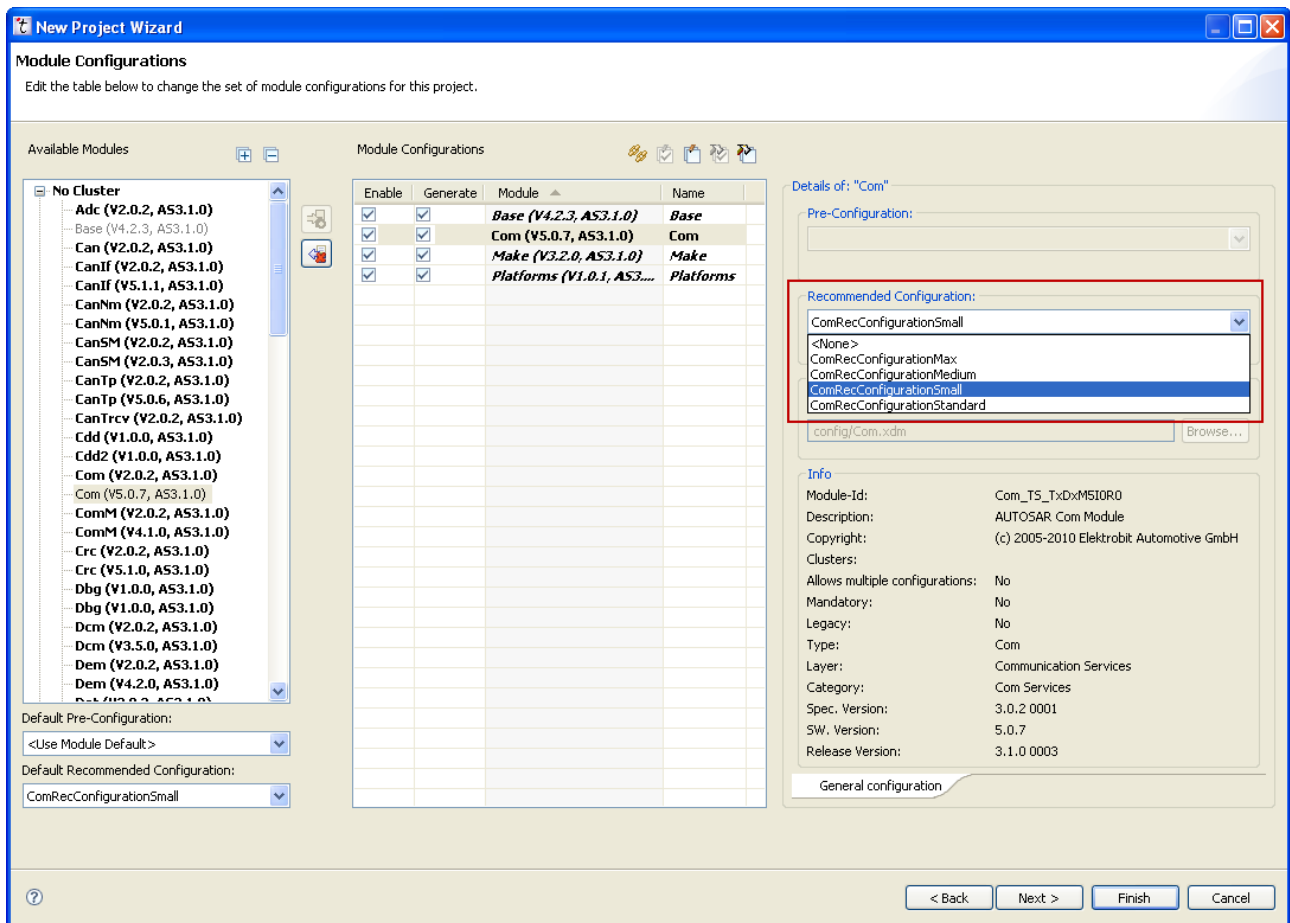 New Project Wizard
Module Configurations
Edit the table below to change the set of module configurations for this project.
Available Modules
No Cluster
Adc (V2.0.2, AS3.1.0)
Base (V4.2.3, AS3.1.0)
Can (V2.0.2, AS3.1.0)
CanIf (V2.0.2, AS3.1.0)
CanIf (V5.1.1, AS3.1.0)
CanNm (V2.0.2, AS3.1.0)
CanNm (V5.0.1, AS3.1.0)
CanSM (V2.0.2, AS3.1.0)
CanSM (V2.0.3, AS3.1.0)
CanTp (V2.0.2, AS3.1.0)
CanTp (V5.0.6, AS3.1.0)
CanTrcv (V2.0.2, AS3.1.0)
Cdd (V1.0.0, AS3.1.0)
Cdd2 (V1.0.0, AS3.1.0)
Com (V2.0.2, AS3.1.0)
Com (V5.0.7, AS3.1.0)
ComM (V2.0.2, AS3.1.0)
ComM (V4.1.0, AS3.1.0)
Crc (V2.0.2, AS3.1.0)
Crc (V5.1.0, AS3.1.0)
Dbg (V1.0.0, AS3.1.0)
Dbg (V1.0.0, AS3.1.0)
Dcm (V2.0.2, AS3.1.0)
Dcm (V3.5.0, AS3.1.0)
Dem (V2.0.2, AS3.1.0)
Dem (V4.2.0, AS3.1.0)
Default Pre-Configuration:
<Use Module Default>
Default Recommended Configuration:
ComRecConfigurationSmall
Module Configurations
Enable Generate Module Name
Base (V4.2.3, AS3.1.0) Base
Com (V5.0.7, AS3.1.0) Com
Make (V3.2.0, AS3.1.0) Make
Platforms (V1.0.1, AS3.... Platforms
Details of: "Com"
Pre-Configuration:
Recommended Configuration:
ComRecConfigurationSmall
<None>
ComRecConfigurationMax
ComRecConfigurationMedium
ComRecConfigurationSmall
ComRecConfigurationStandard
config/Com.xdm Browse...
Info
Module-Id: Com_TS_TxDxM5I0R0
Description: AUTOSAR Com Module
Copyright: (c) 2005-2010 Elektrobit Automotive GmbH
Clusters:
Allows multiple configurations: No
Mandatory: No
Legacy: No
Type: Com
Layer: Communication Services
Category: Com Services
Spec. Version: 3.0.2 0001
SW. Version: 5.0.7
Release Version: 3.1.0 0003
General configuration
< Back Next > Finish Cancel